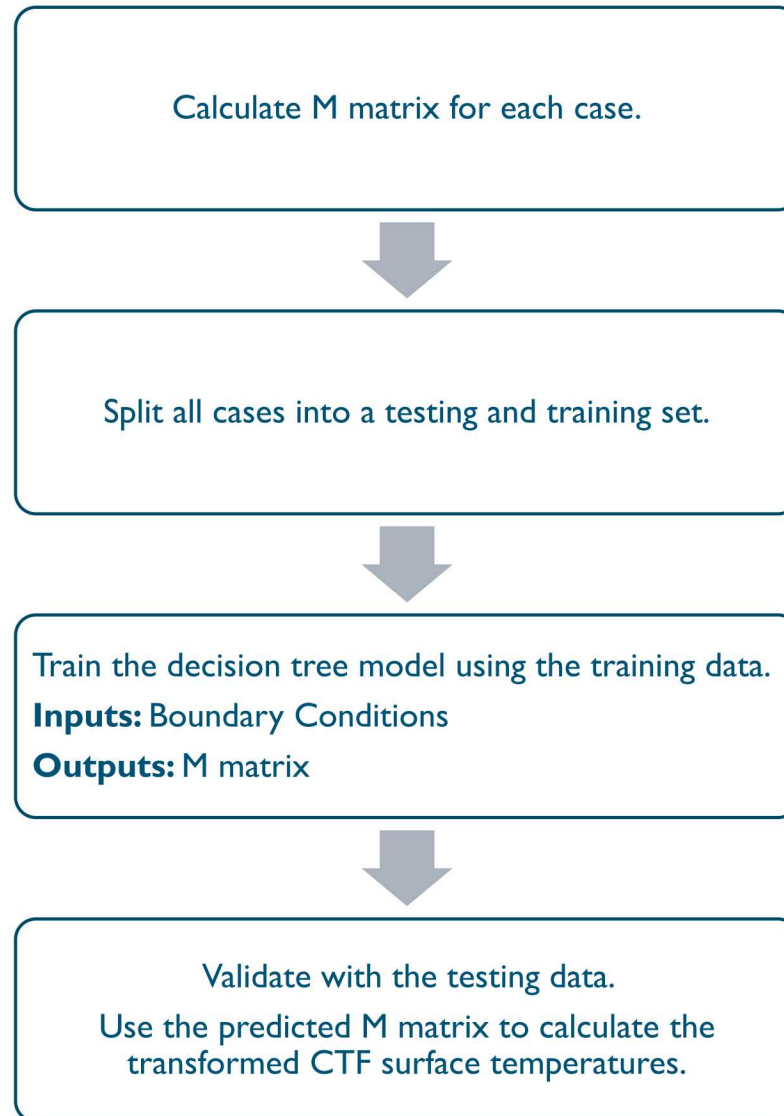 Calculate M matrix for each case.
Split all cases into a testing and training set.
Train the decision tree model using the training data.
Inputs: Boundary Conditions
Outputs: M matrix
Validate with the testing data.
Use the predicted M matrix to calculate the
transformed CTF surface temperatures.